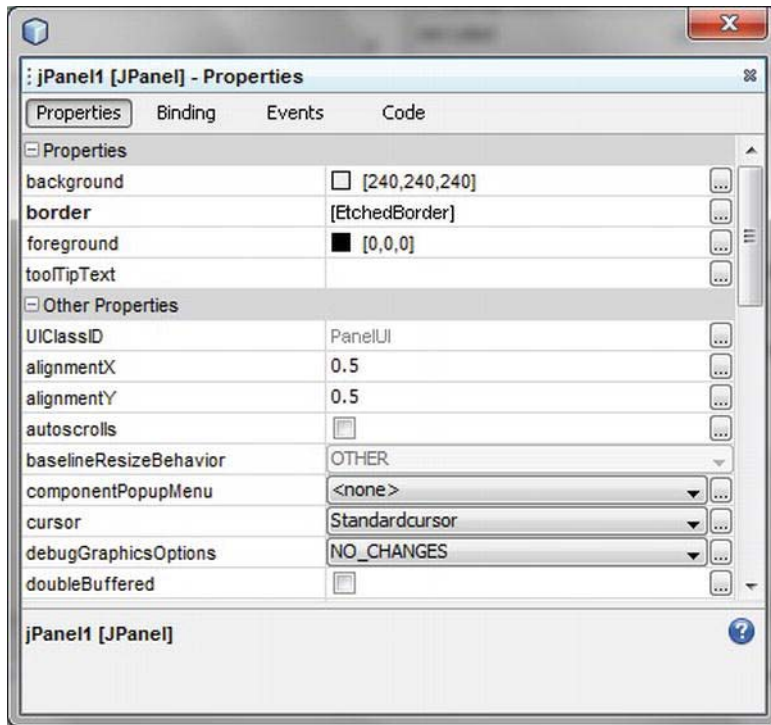 jPanel1 [JPanel] - Properties
Properties Binding Events Code
Properties
background [240,240,240] ...
border [EtchedBorder] ...
foreground [0,0,0] ...
toolTipText ...
Other Properties
UIClassID PanelUI ...
alignmentX 0.5 ...
alignmentY 0.5 ...
autoscrolls ...
baselineResizeBehavior OTHER
componentPopupMenu <none> ...
cursor Standardcursor ...
debugGraphicsOptions NO_CHANGES ...
doubleBuffered ...
jPanel1 [JPanel]